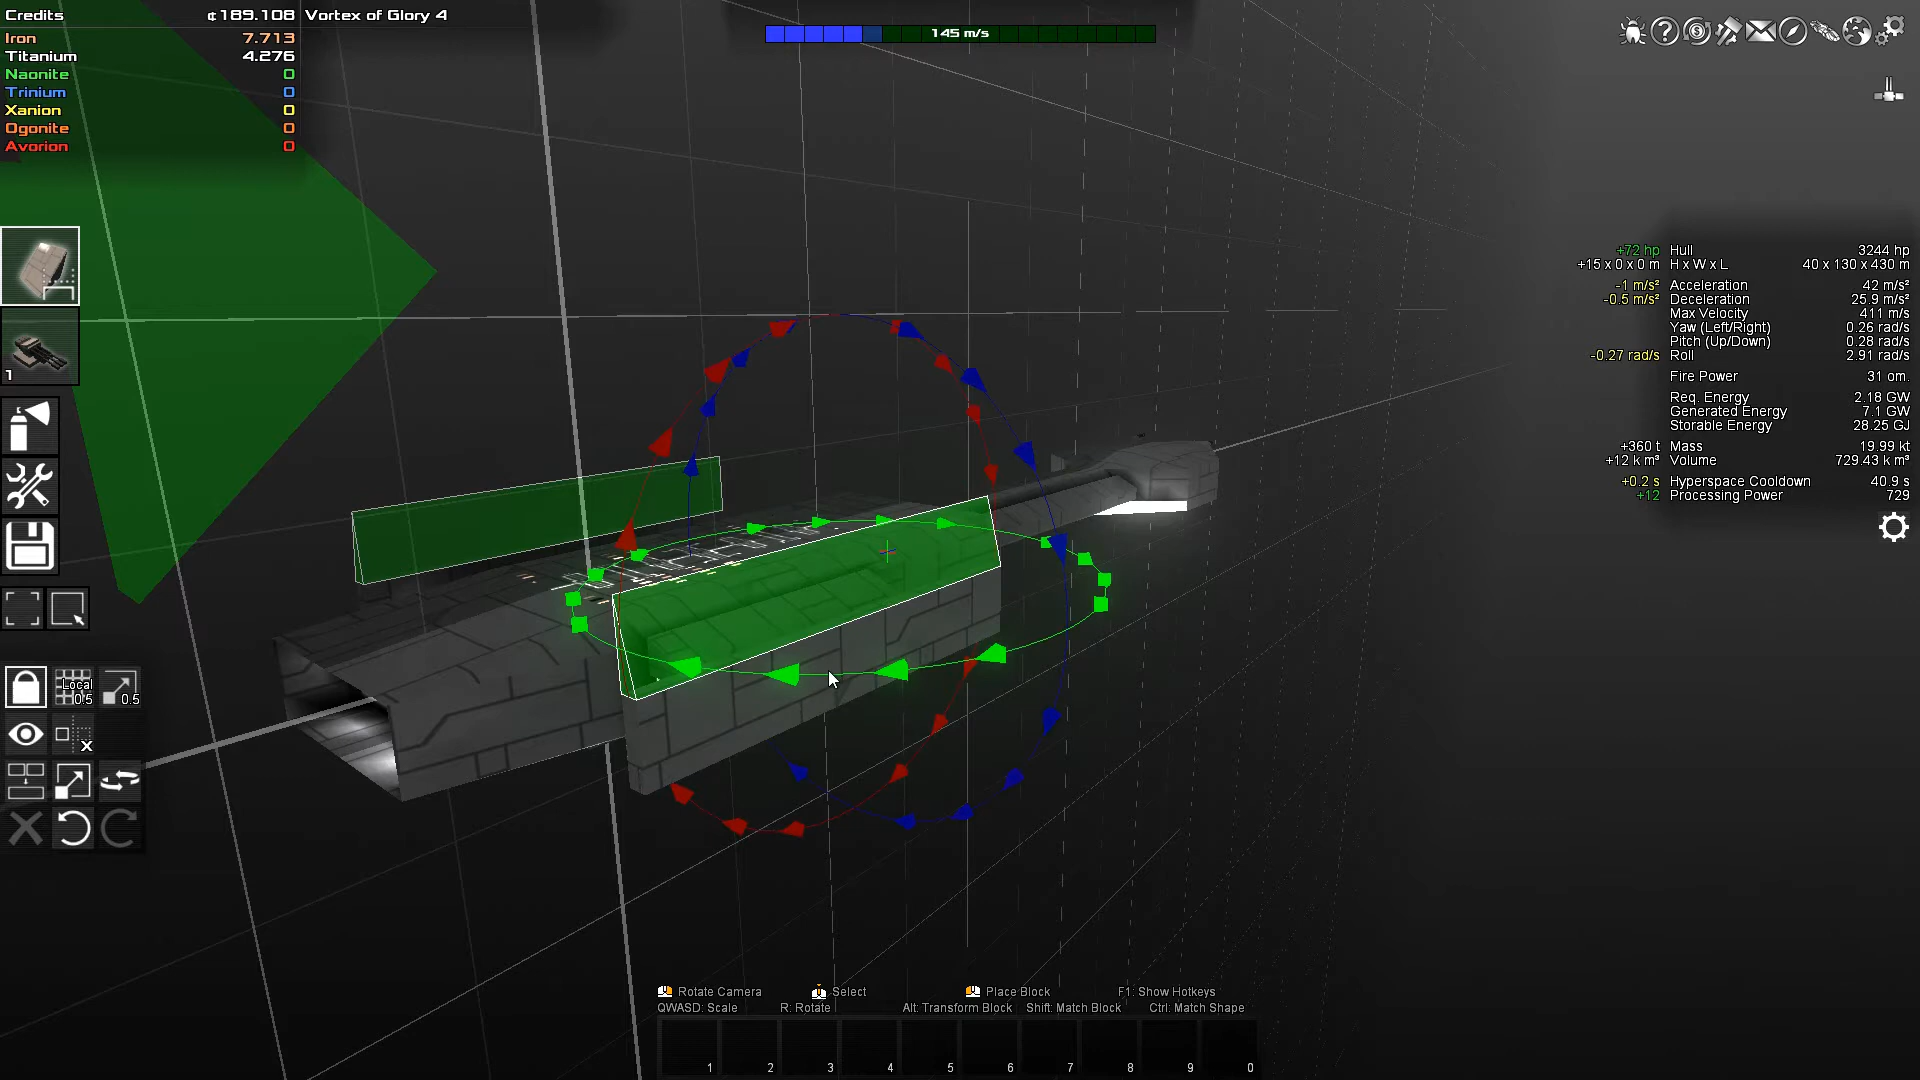 Credits ¢189.108 Vortex of Glory 4
Iron 7.713
Titanium 4.276
Naonite 0
Trinium 0
Xanion 0
Ogonite 0
Avorion 0
145 m/s
1
Local
0.5
0.5
X
+72 hp Hull 3244 hp
+15 x 0 x 0 m H x W x L 40 x 130 x 430 m
-1 m/s² Acceleration 42 m/s²
-0.5 m/s² Deceleration 25.9 m/s²
Max Velocity 411 m/s
Yaw (Left/Right) 0.26 rad/s
Pitch (Up/Down) 0.28 rad/s
-0.27 rad/s Roll 2.91 rad/s
Fire Power 31 om.
Req. Energy 2.18 GW
Generated Energy 7.1 GW
Storable Energy 28.25 GJ
+360 t Mass 19.99 kt
+12 k m³ Volume 729.43 k m³
+0.2 s Hyperspace Cooldown 40.9 s
+12 Processing Power 729
Rotate Camera Select Place Block F1: Show Hotkeys
QWASD: Scale R: Rotate Alt: Transform Block Shift: Match Block Ctrl: Match Shape
1 2 3 4 5 6 7 8 9 0